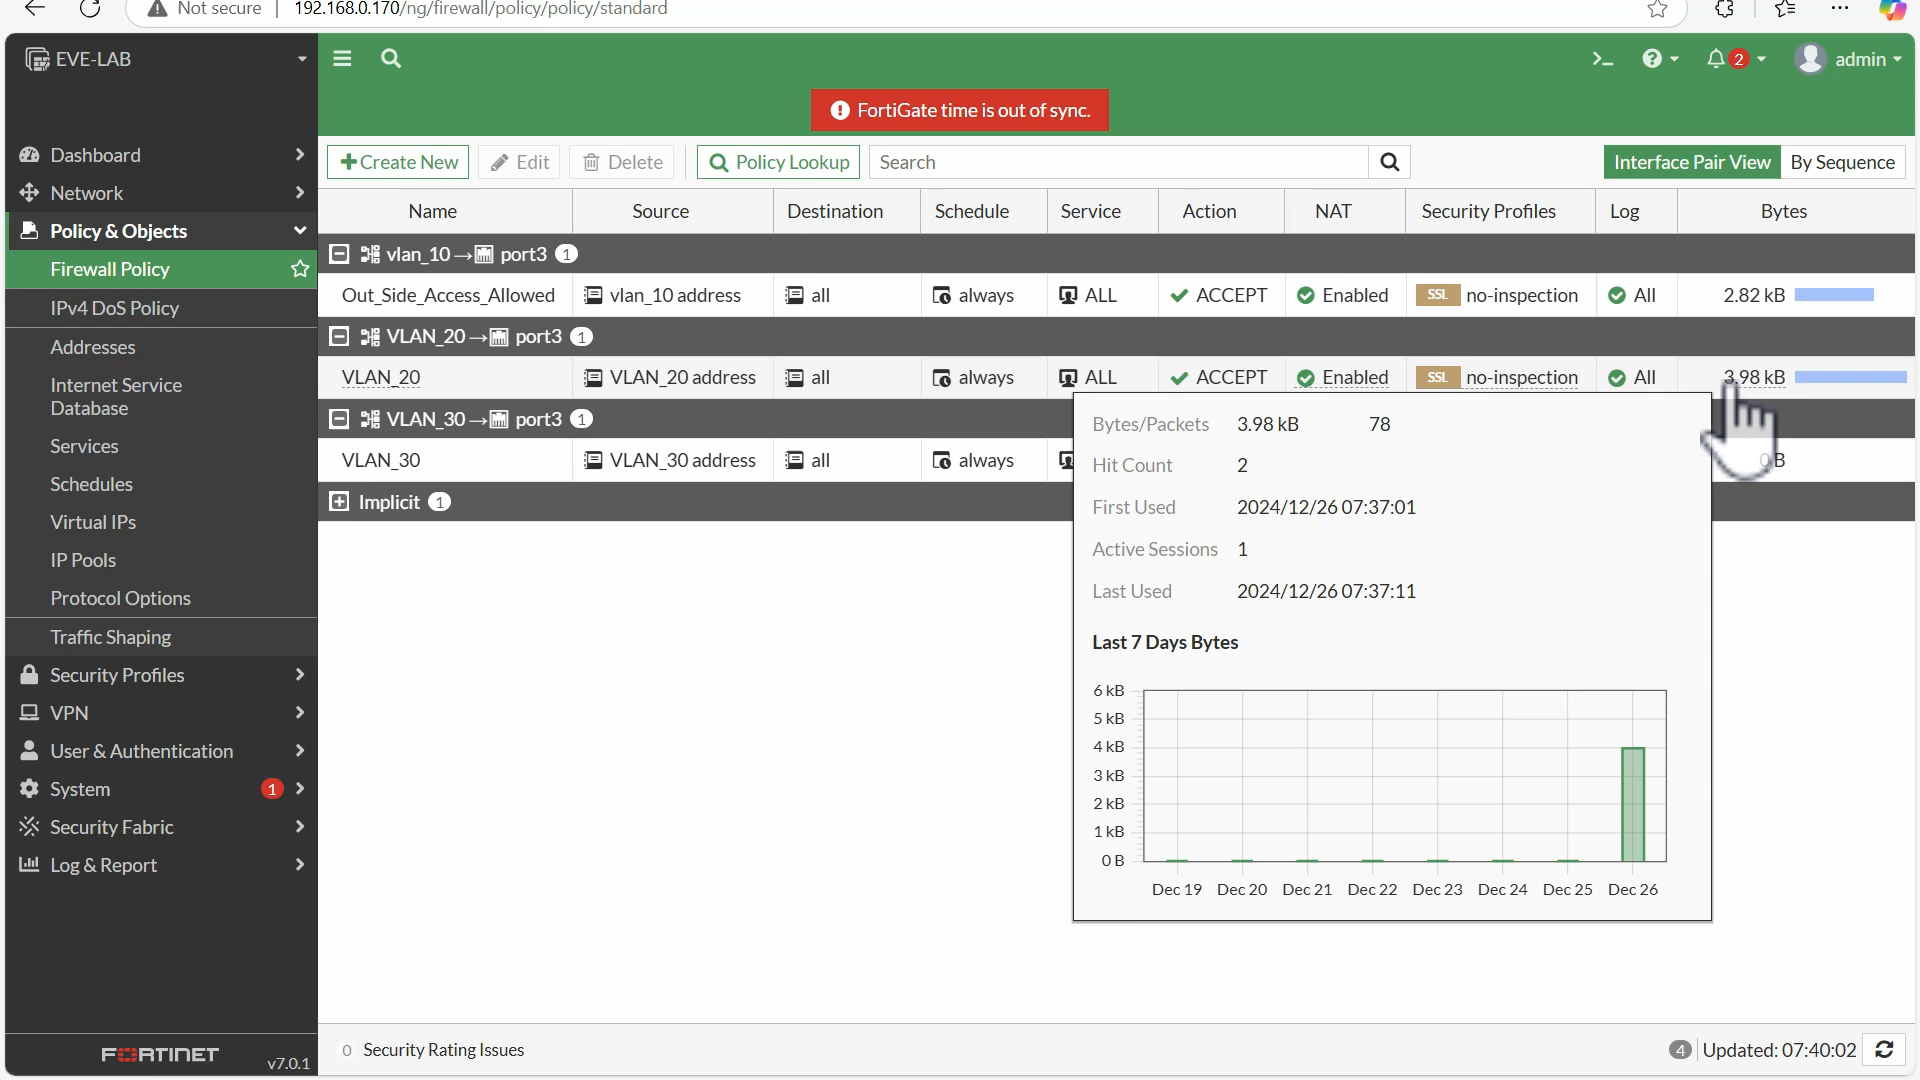 Not secure 192.168.0.170/ng/firewall/policy/policy/standard
EVE-LAB
2 admin
FortiGate time is out of sync.
Dashboard
Network
Policy & Objects
Firewall Policy
IPv4 DoS Policy
Addresses
Internet Service
Database
Services
Schedules
Virtual IPs
IP Pools
Protocol Options
Traffic Shaping
Security Profiles
VPN
User & Authentication
System 1
Security Fabric
Log & Report
FORTINET v7.0.1
Create New Edit Delete Policy Lookup Search Interface Pair View By Sequence
Name Source Destination Schedule Service Action NAT Security Profiles Log Bytes
vlan_10 → port3 1
Out_Side_Access_Allowed vlan_10 address all always ALL ACCEPT Enabled SSL no-inspection All 2.82 kB
VLAN_20 → port3 1
VLAN_20 VLAN_20 address all always ALL ACCEPT Enabled SSL no-inspection All 3.98 kB
VLAN_30 → port3 1
VLAN_30 VLAN_30 address all always 0 B
Implicit 1
Bytes/Packets 3.98 kB 78
Hit Count 2
First Used 2024/12/26 07:37:01
Active Sessions 1
Last Used 2024/12/26 07:37:11
Last 7 Days Bytes
6 kB
5 kB
4 kB
3 kB
2 kB
1 kB
0 B
Dec 19 Dec 20 Dec 21 Dec 22 Dec 23 Dec 24 Dec 25 Dec 26
0 Security Rating Issues 4 Updated: 07:40:02